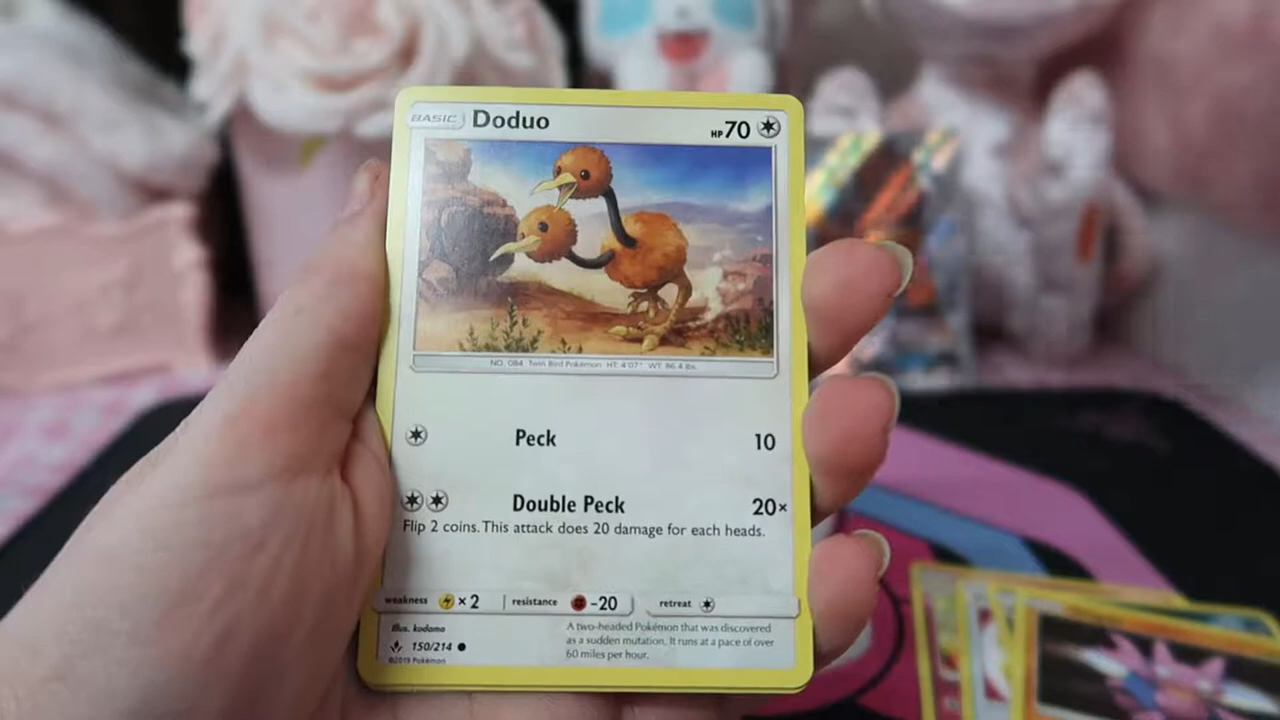 BASIC Doduo HP 70
NO. 084 Twin Bird Pokémon HT: 4'07" WT: 86.4 lbs.
Peck 10
Double Peck 20×
Flip 2 coins. This attack does 20 damage for each heads.
weakness ×2 resistance -20 retreat
Illus. kodama
150/214
©2019 Pokémon
A two-headed Pokémon that was discovered
as a sudden mutation. It runs at a pace of over
60 miles per hour.